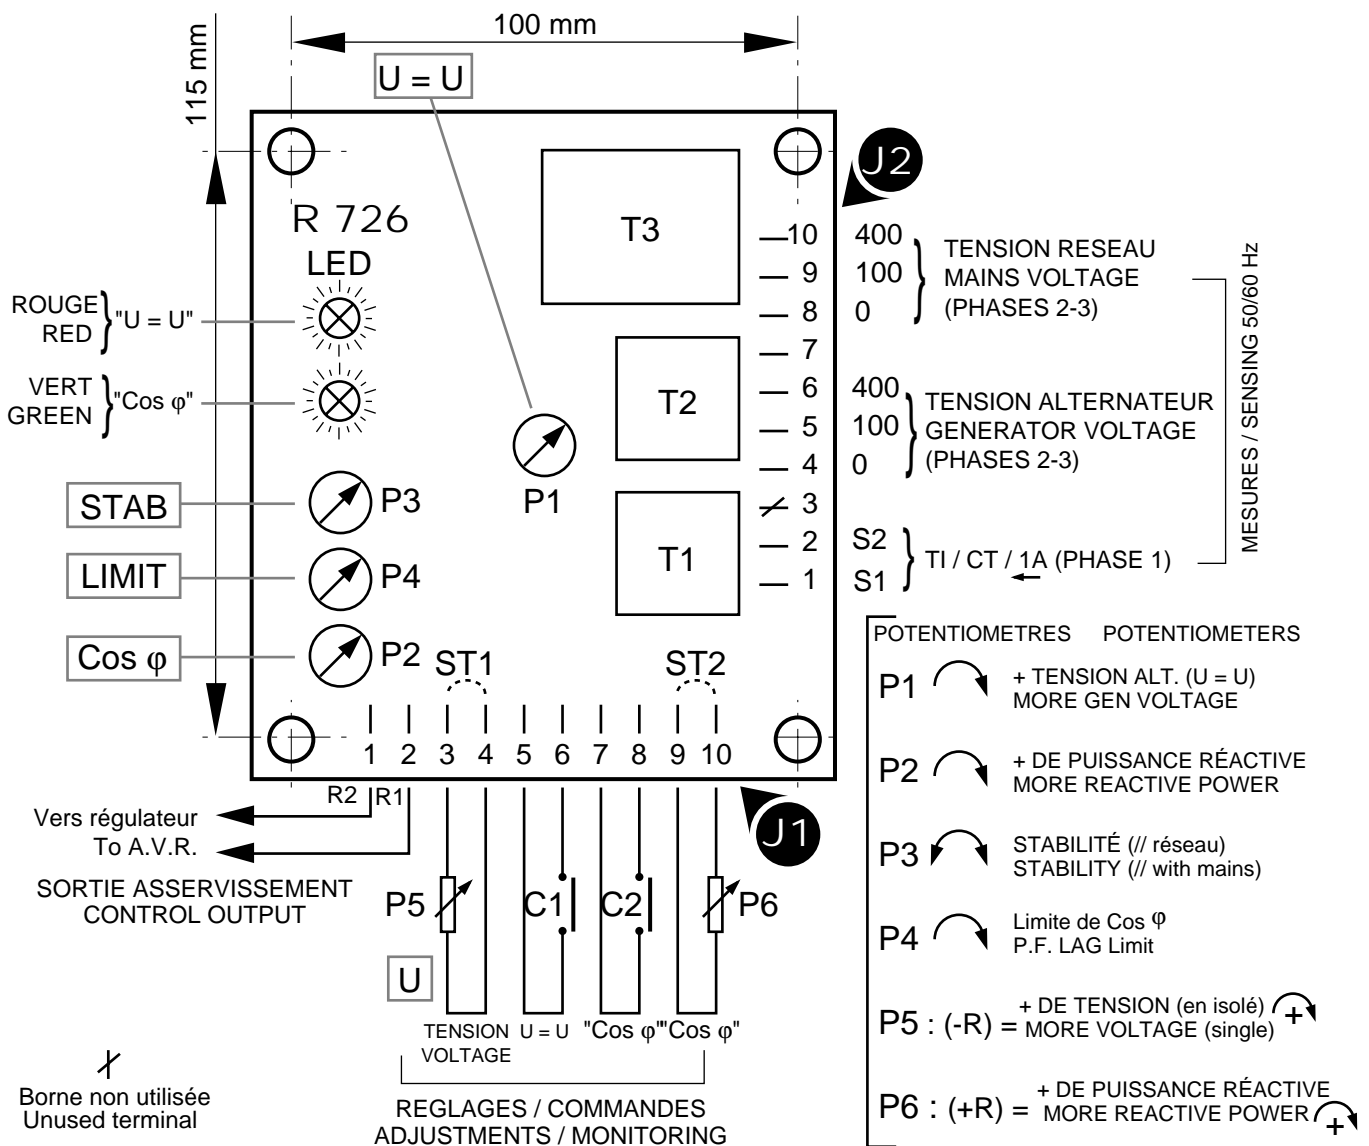 100 mm
115 mm
U = U
J2
R 726
LED
T3
10 400
9 100
8 0
7
6 400
5 100
4 0
3
2 S2
1 S1
TENSION RESEAU
MAINS VOLTAGE
(PHASES 2-3)
TENSION ALTERNATEUR
GENERATOR VOLTAGE
(PHASES 2-3)
TI / CT / 1A (PHASE 1)
MESURES / SENSING 50/60 Hz
ROUGE
RED
"U = U"
VERT
GREEN
"Cos φ"
T2
P1
T1
STAB
P3
LIMIT
P4
Cos φ
P2
ST1
ST2
1 2 3 4 5 6 7 8 9 10
R2 R1
J1
Vers régulateur
To A.V.R.
SORTIE ASSERVISSEMENT
CONTROL OUTPUT
P5 C1 C2 P6
U
TENSION
VOLTAGE
U = U
"Cos φ"
"Cos φ"
REGLAGES / COMMANDES
ADJUSTMENTS / MONITORING
Borne non utilisée
Unused terminal
POTENTIOMETRES POTENTIOMETERS
P1
+ TENSION ALT. (U = U)
MORE GEN VOLTAGE
P2
+ DE PUISSANCE RÉACTIVE
MORE REACTIVE POWER
P3
STABILITÉ (// réseau)
STABILITY (// with mains)
P4
Limite de Cos φ
P.F. LAG Limit
P5 : (-R) =
+ DE TENSION (en isolé)
MORE VOLTAGE (single)
+
P6 : (+R) =
+ DE PUISSANCE RÉACTIVE
MORE REACTIVE POWER
+